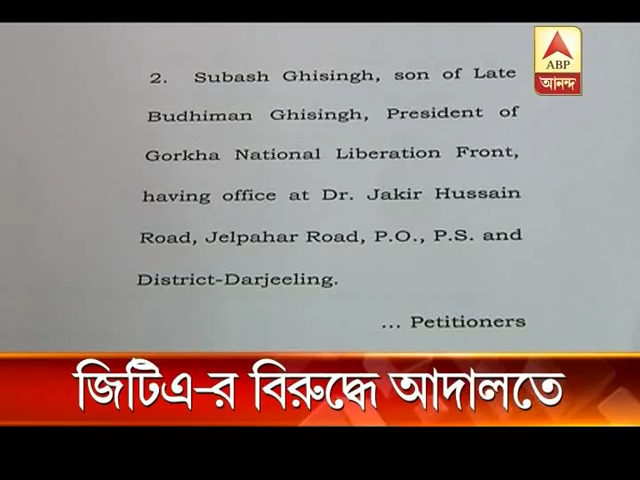 2. Subash Ghisingh, son of Late
Budhiman Ghisingh, President of
Gorkha National Liberation Front,
having office at Dr. Jakir Hussain
Road, Jelpahar Road, P.O., P.S. and
District-Darjeeling.
... Petitioners
ABP
আনন্দ
জিটিএ-র বিরুদ্ধে আদালতে